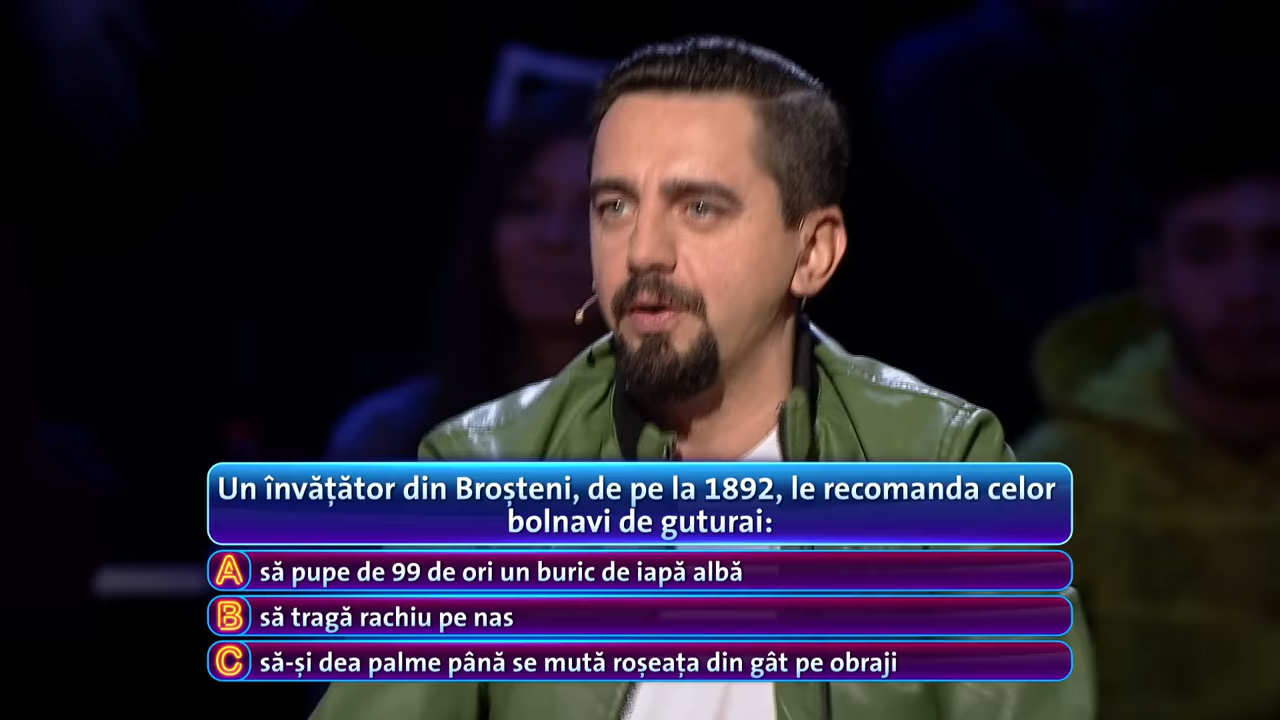 Un învățător din Broșteni, de pe la 1892, le recomanda celor
bolnavi de guturai:
A să pupe de 99 de ori un buric de iapă albă
B să tragă rachiu pe nas
C să-și dea palme până se mută roșeața din gât pe obraji